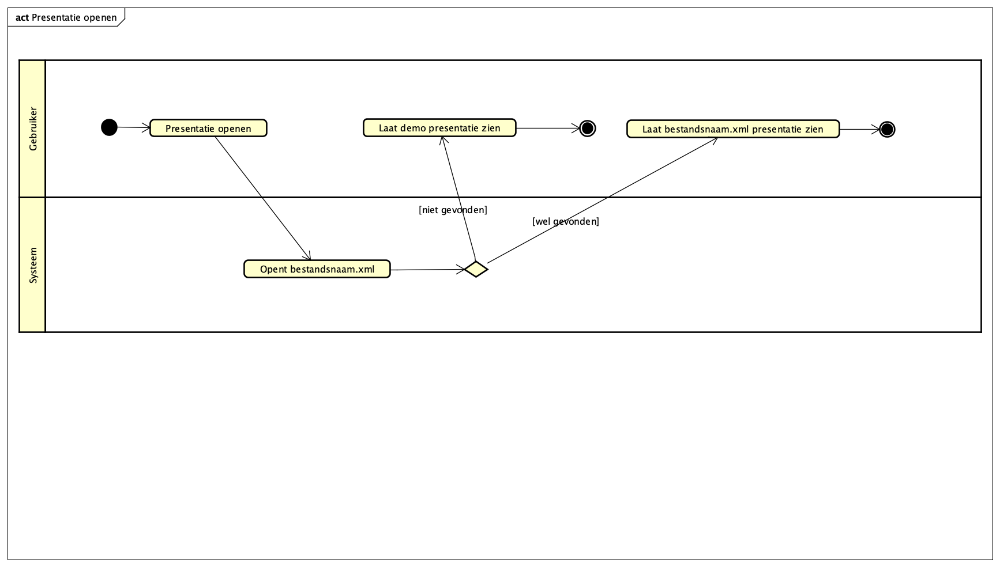 act Presentatie openen
Gebruiker
Presentatie openen
Laat demo presentatie zien
Laat bestandsnaam.xml presentatie zien
[niet gevonden]
[wel gevonden]
Systeem
Opent bestandsnaam.xml